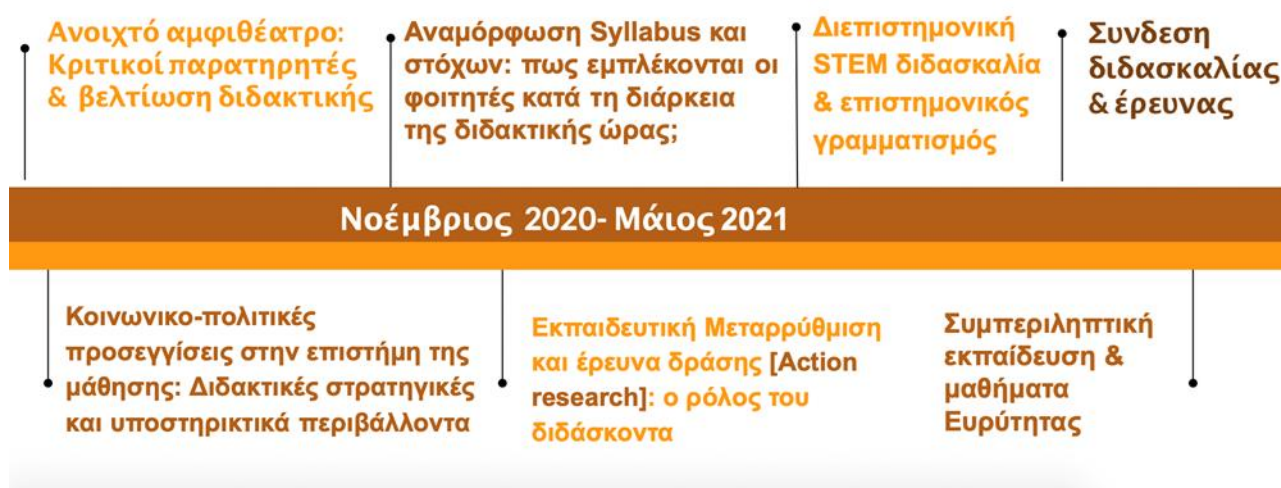 Ανοιχτό αμφιθέατρο:
Κριτικοί παρατηρητές
& βελτίωση διδακτικής
Αναμόρφωση Syllabus και
στόχων: πως εμπλέκονται οι
φοιτητές κατά τη διάρκεια
της διδακτικής ώρας;
Διεπιστημονική
STEM διδασκαλία
& επιστημονικός
γραμματισμός
Συνδεση
διδασκαλίας
& έρευνας
Νοέμβριος 2020- Μάιος 2021
Κοινωνικο-πολιτικές
προσεγγίσεις στην επιστήμη της
μάθησης: Διδακτικές στρατηγικές
και υποστηρικτικά περιβάλλοντα
Εκπαιδευτική Μεταρρύθμιση
και έρευνα δράσης [Action
research]: ο ρόλος του
διδάσκοντα
Συμπεριληπτική
εκπαίδευση &
μαθήματα
Ευρύτητας